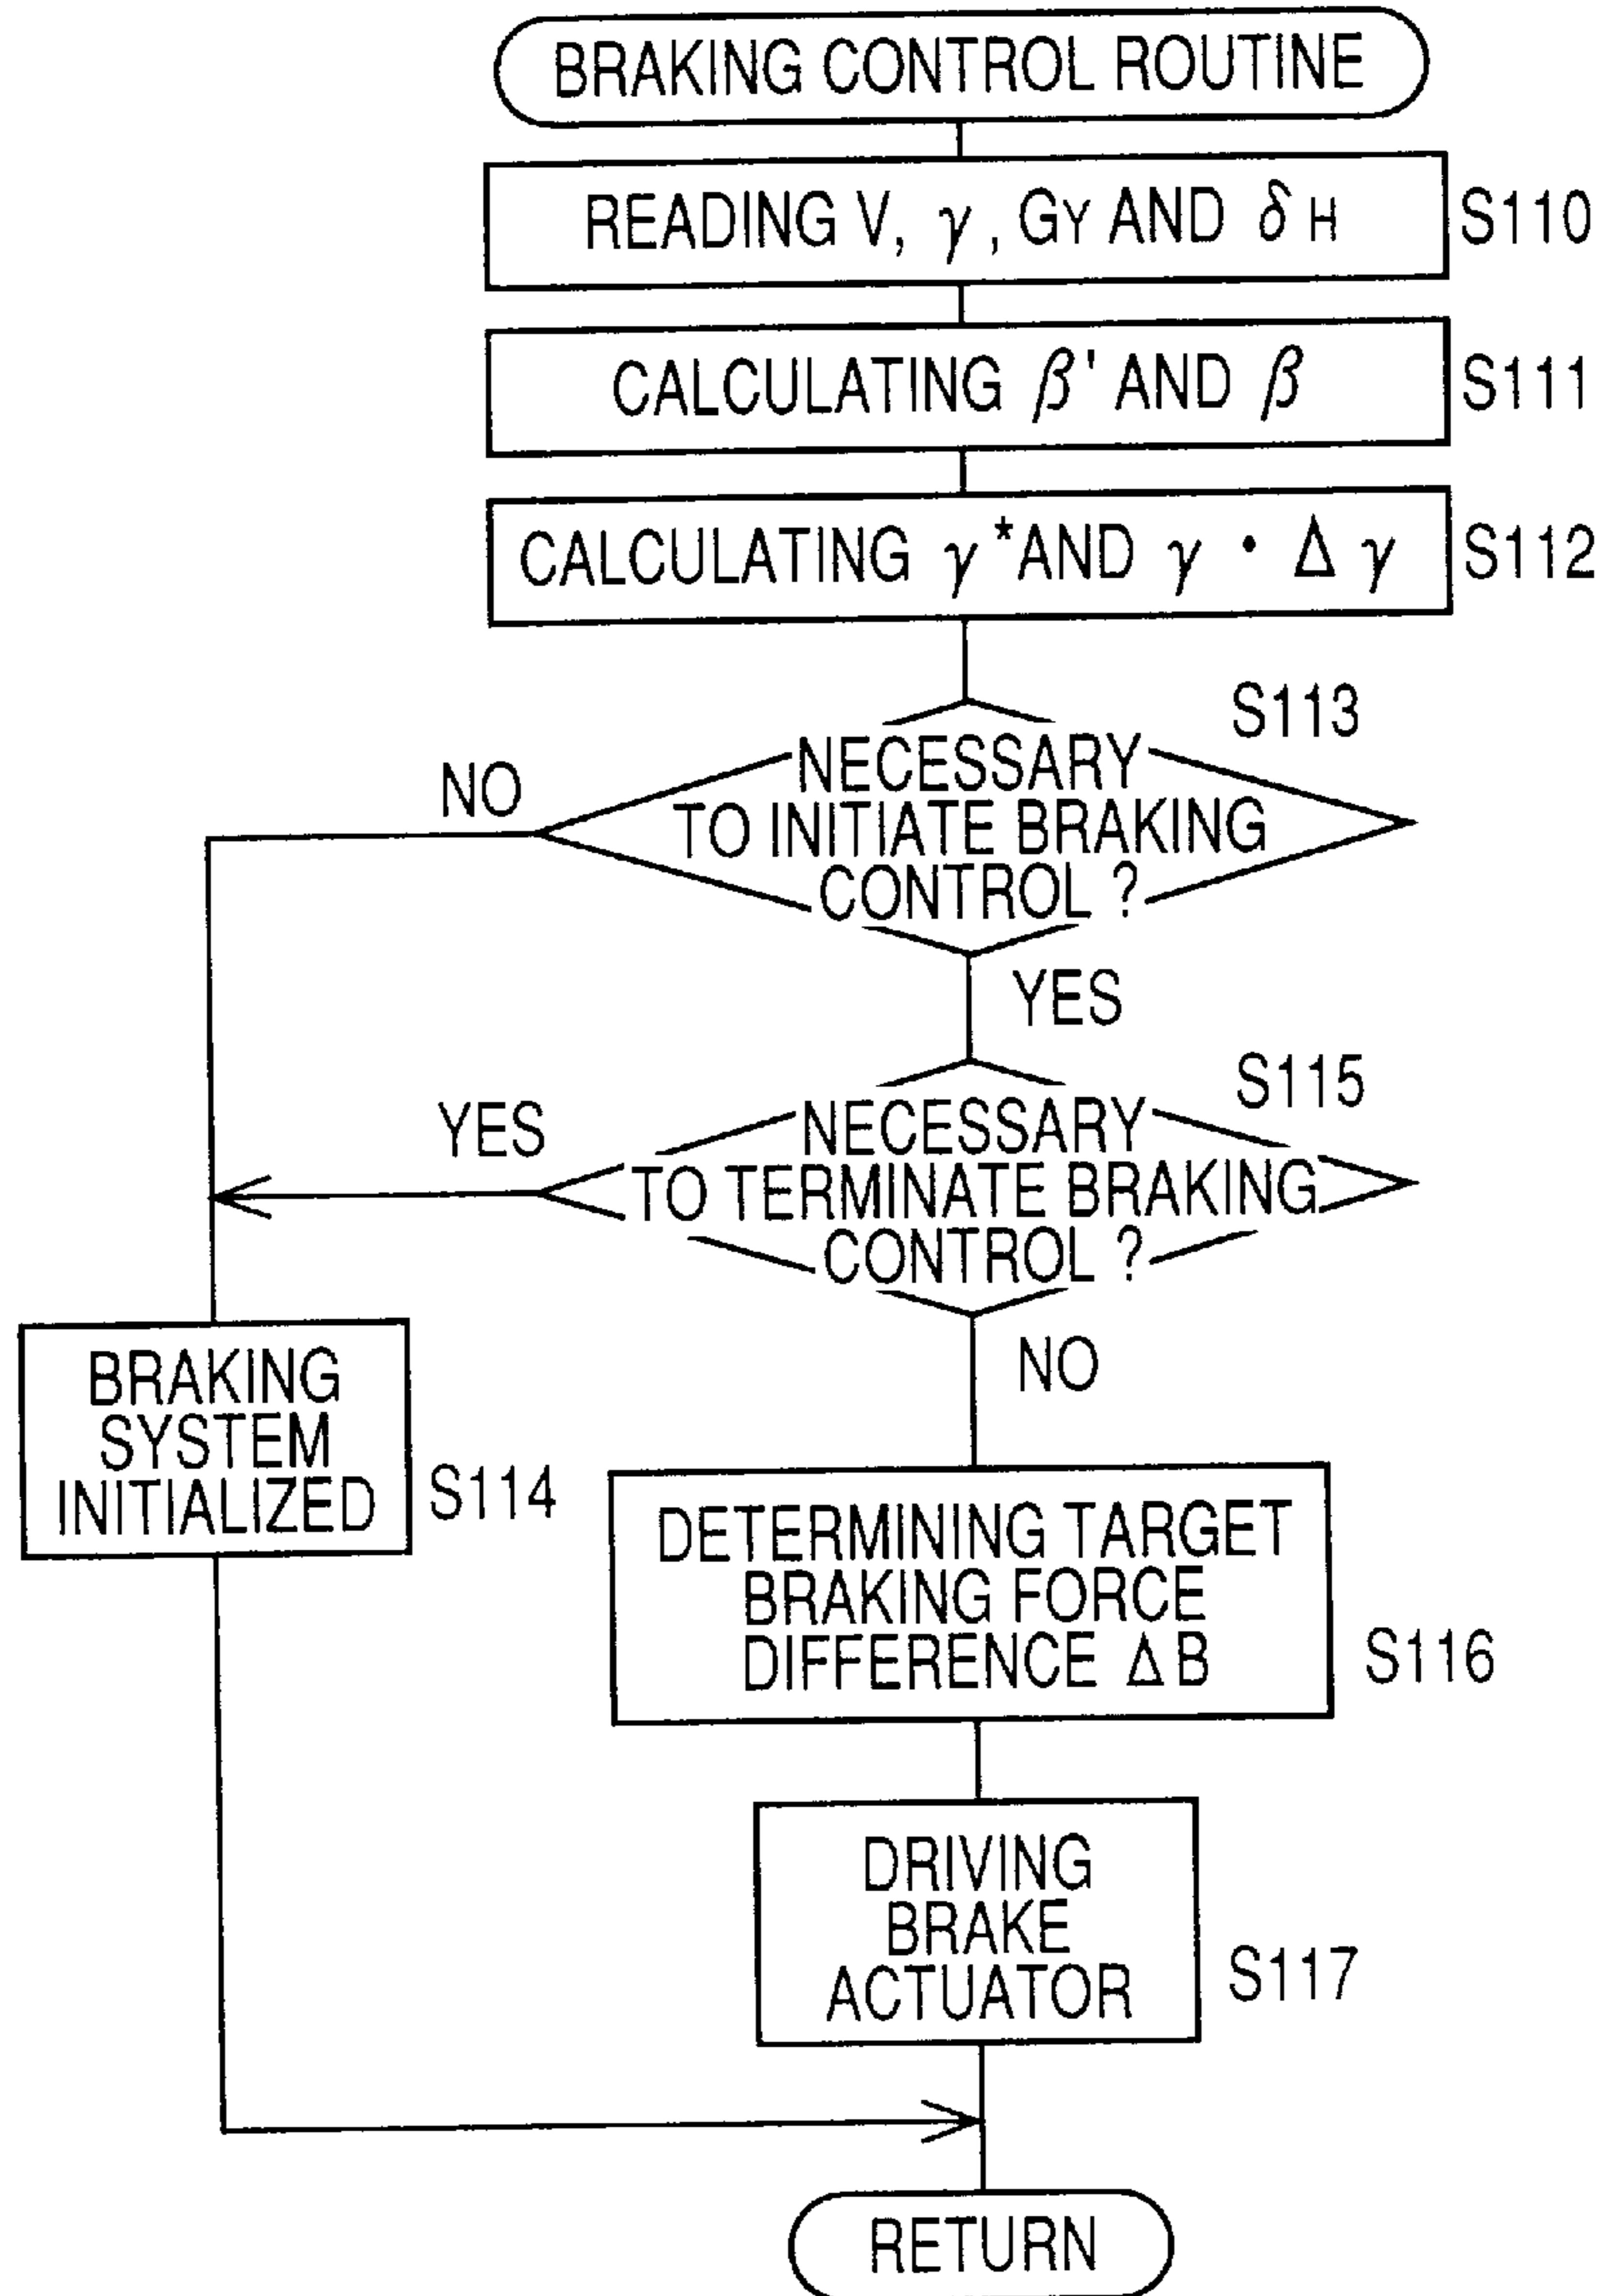 BRAKING CONTROL ROUTINE
READING V, γ, GY AND δH
S110
CALCULATING β' AND β
S111
CALCULATING γ* AND γ・Δγ
S112
S113
NECESSARY
TO INITIATE BRAKING
CONTROL ?
NO
YES
S115
NECESSARY
TO TERMINATE BRAKING
CONTROL ?
YES
NO
BRAKING
SYSTEM
INITIALIZED
S114
DETERMINING TARGET
BRAKING FORCE
DIFFERENCE ΔB
S116
DRIVING
BRAKE
ACTUATOR
S117
RETURN